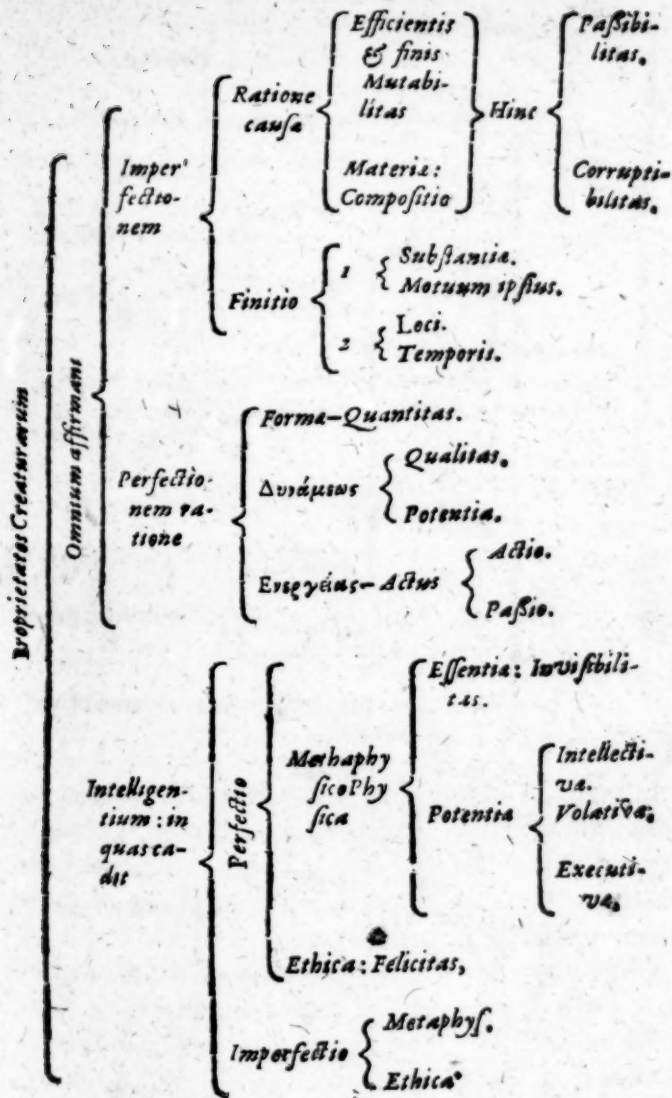 Proprietates Creaturarum
Omnium affirmant
Imper'
fectio-
nem
Ratione
causa
Efficientis
& finis
Mutabi-
litas
Materiæ:
Compositio
Hinc
Paßibi-
litas.
Corrupti-
bilitas.
Finitio
1
Substantiæ.
Motuum ipsius.
2
Loci.
Temporis.
Perfectio-
nem ra-
tione
Forma-Quantitas.
Δυνάμεως
Qualitas.
Potentia.
Ενεργείας-Actus
Actio.
Paßio.
Intelligen-
tium: in
quas ca-
dit
Perfectio
Methaphy
sicoPhy
sica
Essentia: Invisibili-
tas.
Potentia
Intellecti-
va.
Volativa.
Executi-
va.
Ethica: Felicitas,
Imperfectio
Metaphys.
Ethica